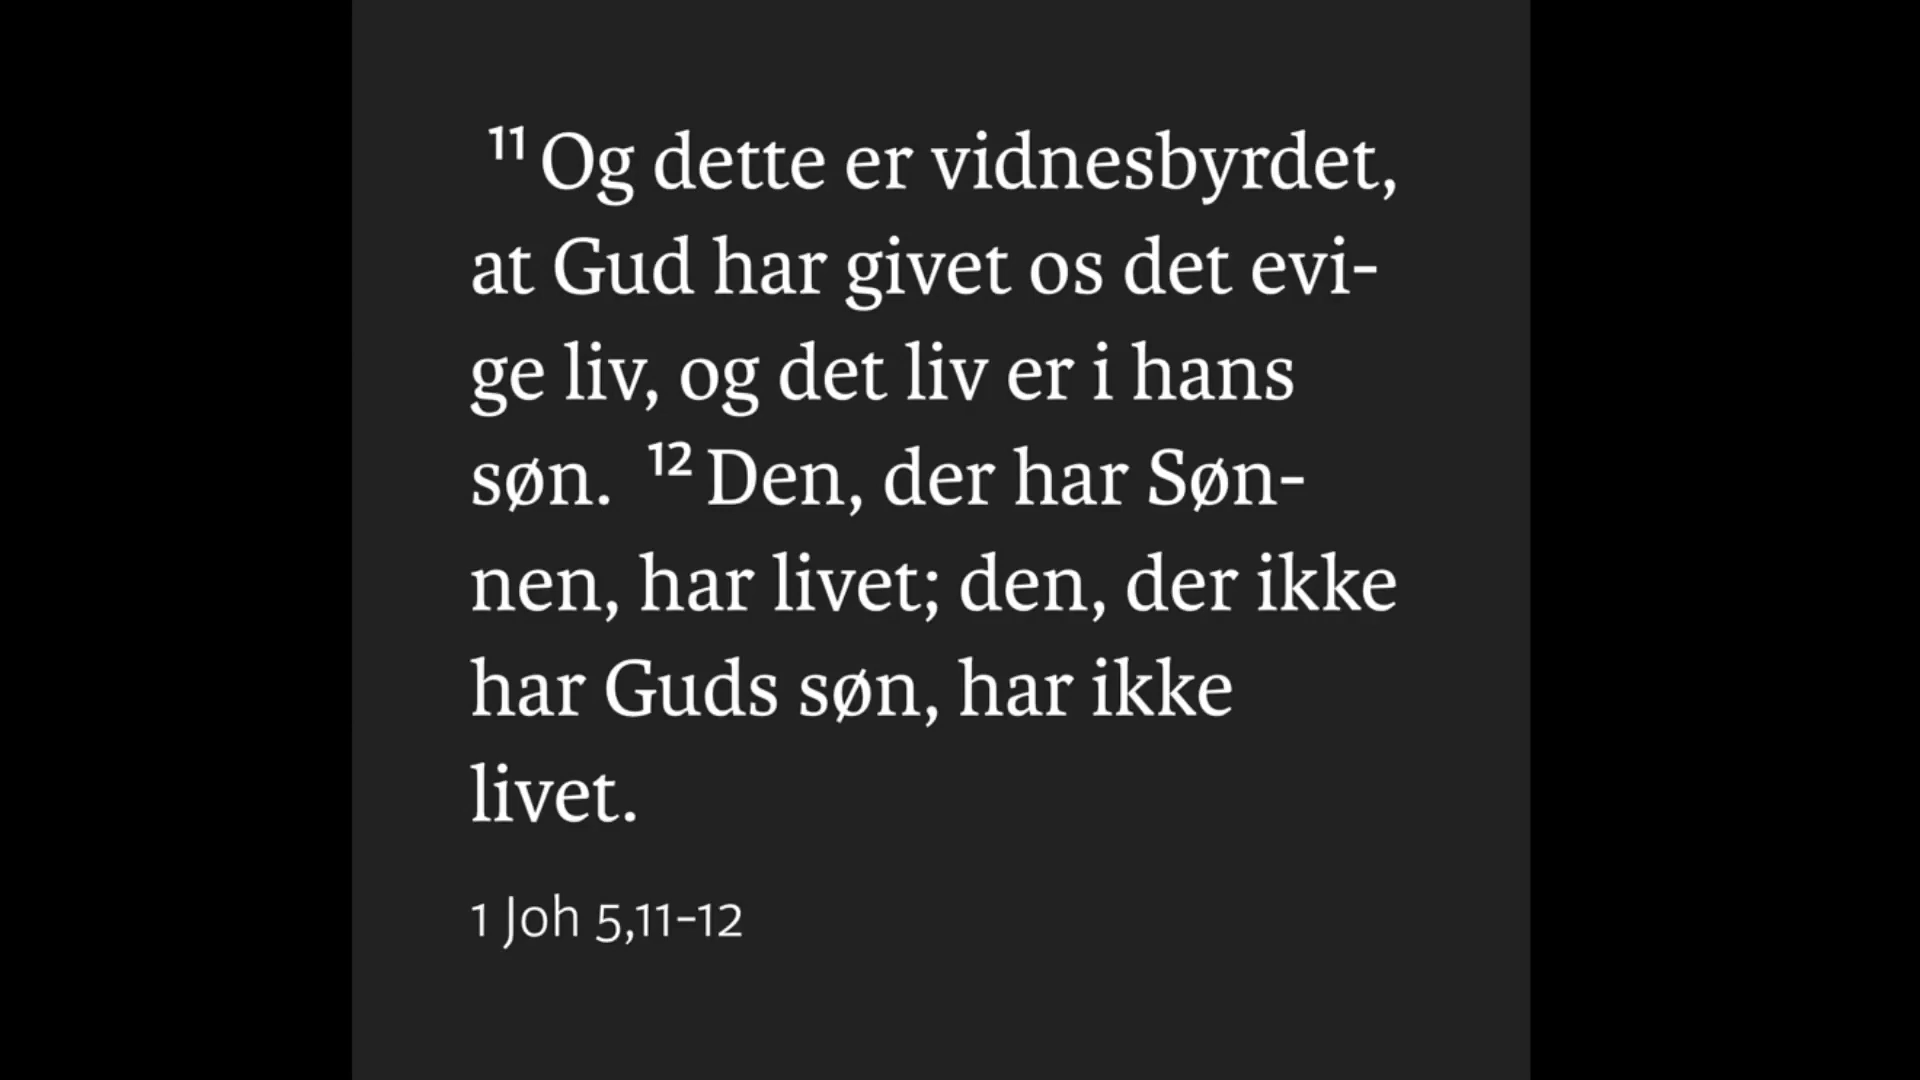 11 Og dette er vidnesbyrdet,
at Gud har givet os det evi-
ge liv, og det liv er i hans
søn. 12 Den, der har Søn-
nen, har livet; den, der ikke
har Guds søn, har ikke
livet.
1 Joh 5,11-12